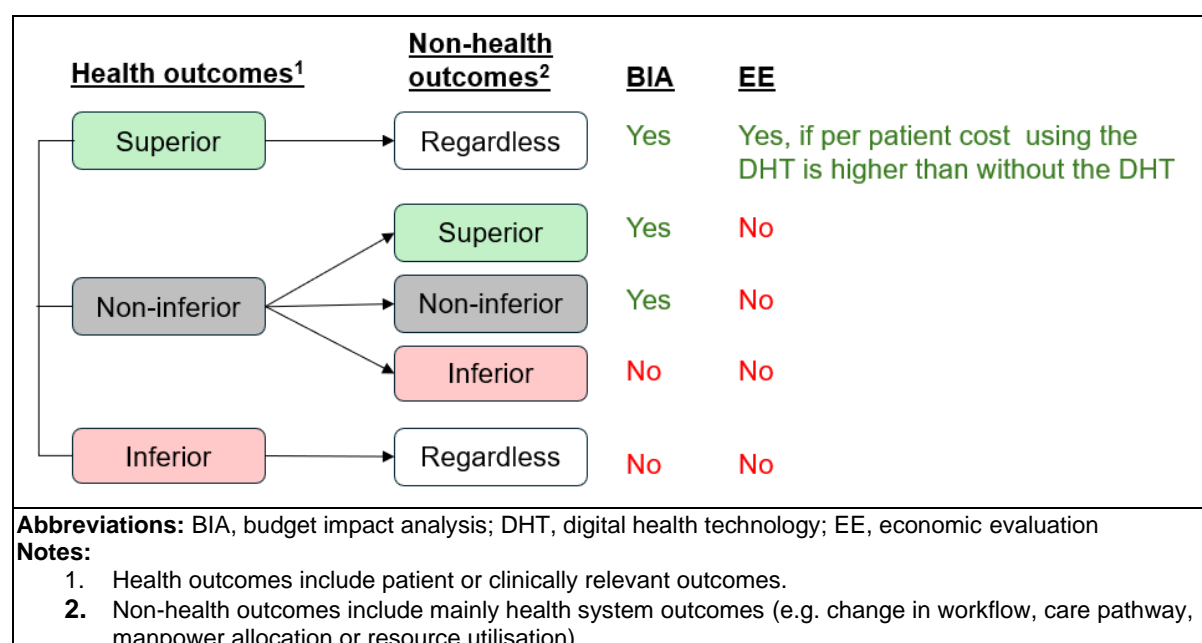 Health outcomes1
Non-health
outcomes2
BIA
EE
Superior
Regardless
Yes
Yes, if per patient cost using the
DHT is higher than without the DHT
Superior
Yes
No
Non-inferior
Non-inferior
Yes
No
Inferior
No
No
Inferior
Regardless
No
No
Abbreviations: BIA, budget impact analysis; DHT, digital health technology; EE, economic evaluation
Notes:
1. Health outcomes include patient or clinically relevant outcomes.
2. Non-health outcomes include mainly health system outcomes (e.g. change in workflow, care pathway,
manpower allocation or resource utilisation)